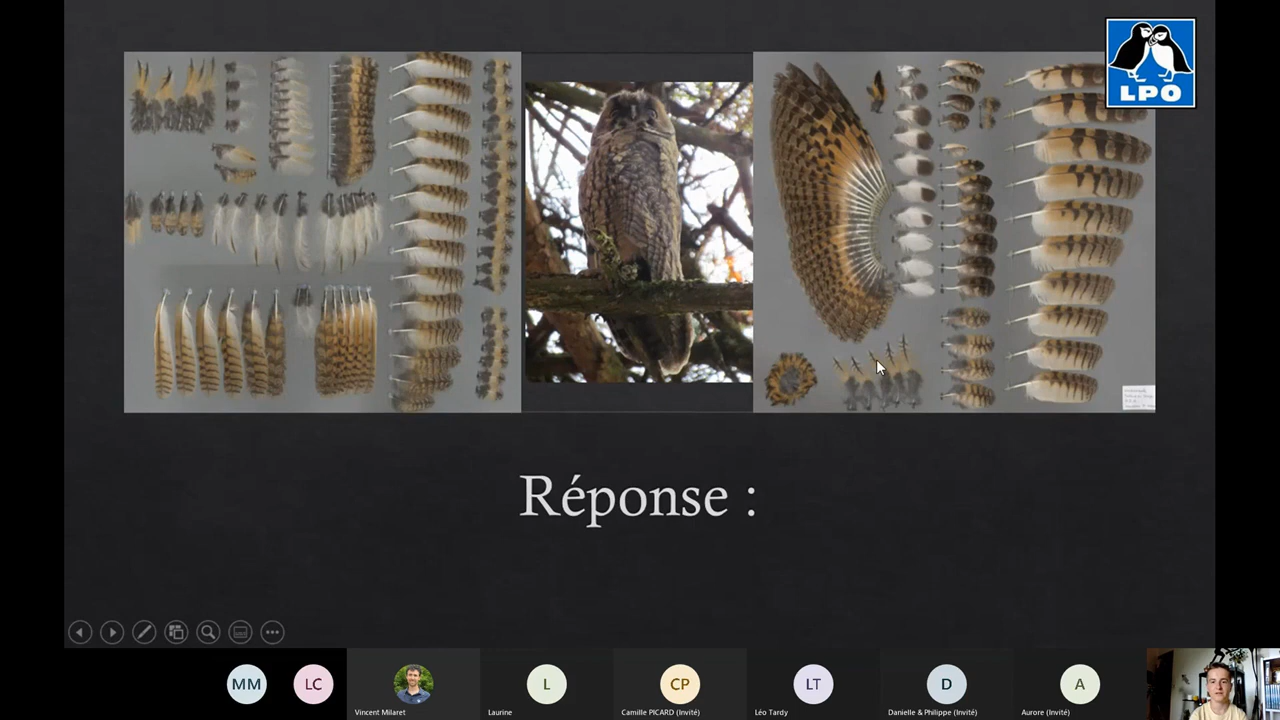 LPO
Réponse :
MM
LC
Vincent Milaret
L
Laurine
CP
Camille PICARD (Invité)
LT
Léo Tardy
D
Danielle & Philippe (Invité)
A
Aurore (Invité)